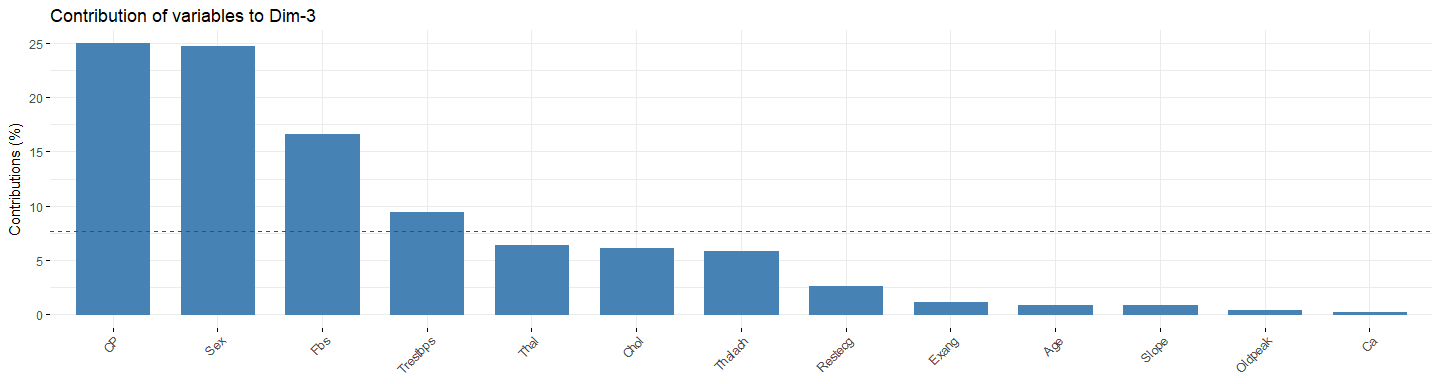 Contribution of variables to Dim-3
Contributions (%)
25
20
15
10
5
0
CP
Sex
Fbs
Trestbps
Thal
Chol
Thalach
Restecg
Exang
Age
Slope
Oldpeak
Ca